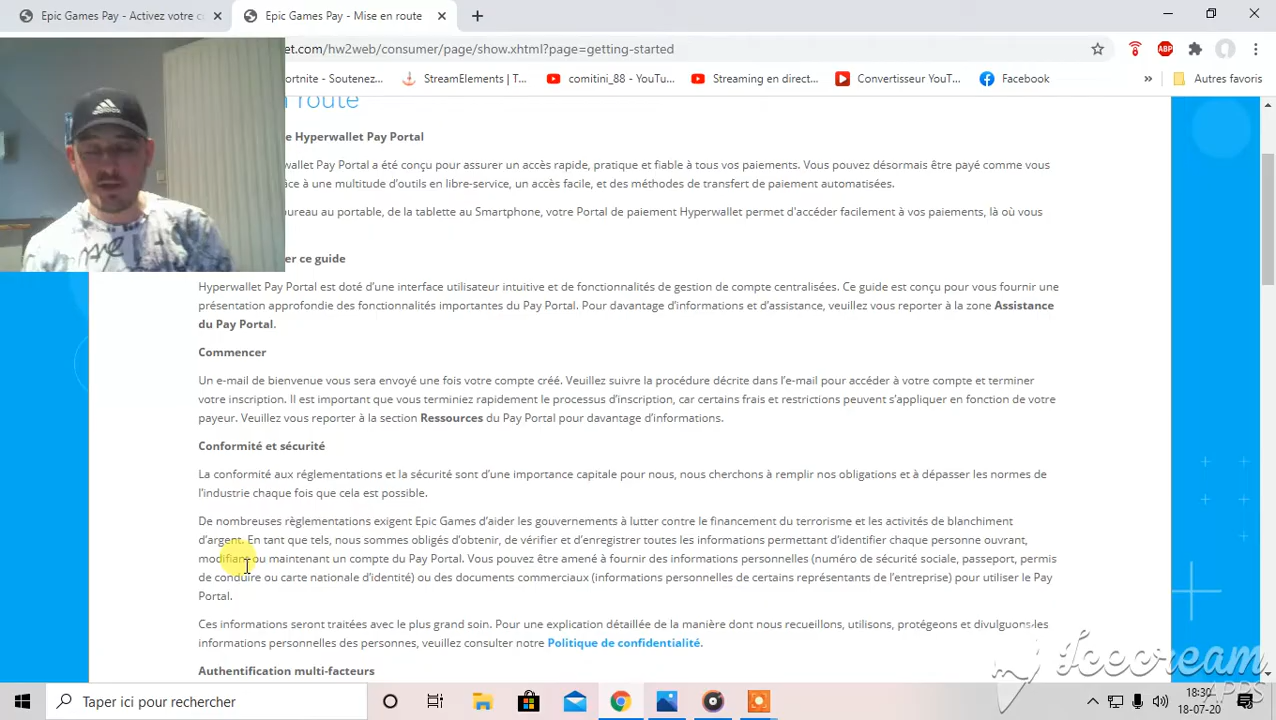 Epic Games Pay - Activez votre c
Epic Games Pay - Mise en route
et.com/hw2web/consumer/page/show.xhtml?page=getting-started
ABP
ortnite - Soutenez...
StreamElements | T...
comitini_88 - YouTu...
Streaming en direct...
Convertisseur YouT...
Facebook
»
Autres favoris
n route
e Hyperwallet Pay Portal
wallet Pay Portal a été conçu pour assurer un accès rapide, pratique et fiable à tous vos paiements. Vous pouvez désormais être payé comme vous
âce à une multitude d'outils en libre-service, un accès facile, et des méthodes de transfert de paiement automatisées.
bureau au portable, de la tablette au Smartphone, votre Portal de paiement Hyperwallet permet d'accéder facilement à vos paiements, là où vous
er ce guide
Hyperwallet Pay Portal est doté d'une interface utilisateur intuitive et de fonctionnalités de gestion de compte centralisées. Ce guide est conçu pour vous fournir une
présentation approfondie des fonctionnalités importantes du Pay Portal. Pour davantage d'informations et d'assistance, veuillez vous reporter à la zone Assistance
du Pay Portal.
Commencer
Un e-mail de bienvenue vous sera envoyé une fois votre compte créé. Veuillez suivre la procédure décrite dans l'e-mail pour accéder à votre compte et terminer
votre inscription. Il est important que vous terminiez rapidement le processus d'inscription, car certains frais et restrictions peuvent s'appliquer en fonction de votre
payeur. Veuillez vous reporter à la section Ressources du Pay Portal pour davantage d'informations.
Conformité et sécurité
La conformité aux réglementations et la sécurité sont d'une importance capitale pour nous, nous cherchons à remplir nos obligations et à dépasser les normes de
l'industrie chaque fois que cela est possible.
De nombreuses règlementations exigent Epic Games d'aider les gouvernements à lutter contre le financement du terrorisme et les activités de blanchiment
d'argent. En tant que tels, nous sommes obligés d'obtenir, de vérifier et d'enregistrer toutes les informations permettant d'identifier chaque personne ouvrant,
modifiant ou maintenant un compte du Pay Portal. Vous pouvez être amené à fournir des informations personnelles (numéro de sécurité sociale, passeport, permis
de conduire ou carte nationale d'identité) ou des documents commerciaux (informations personnelles de certains représentants de l'entreprise) pour utiliser le Pay
Portal.
Ces informations seront traitées avec le plus grand soin. Pour une explication détaillée de la manière dont nous recueillons, utilisons, protégeons et divulguons les
informations personnelles des personnes, veuillez consulter notre Politique de confidentialité.
Authentification multi-facteurs
Icecream
APPS
Taper ici pour rechercher
18-07-20